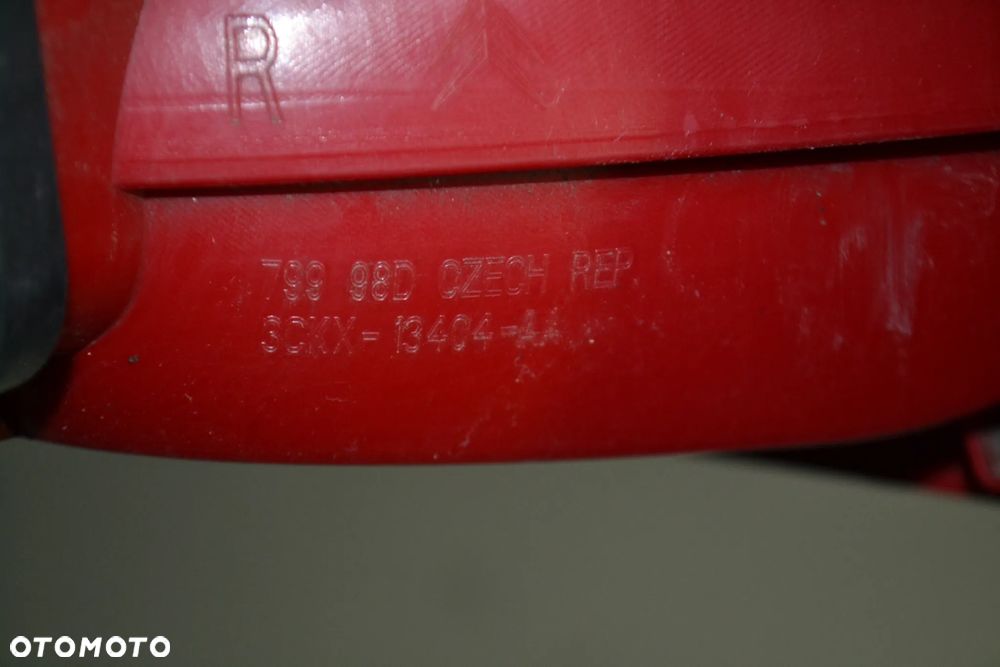 R
799 98D CZECH REP.
3CKX-13404-AA
OTOMOTO